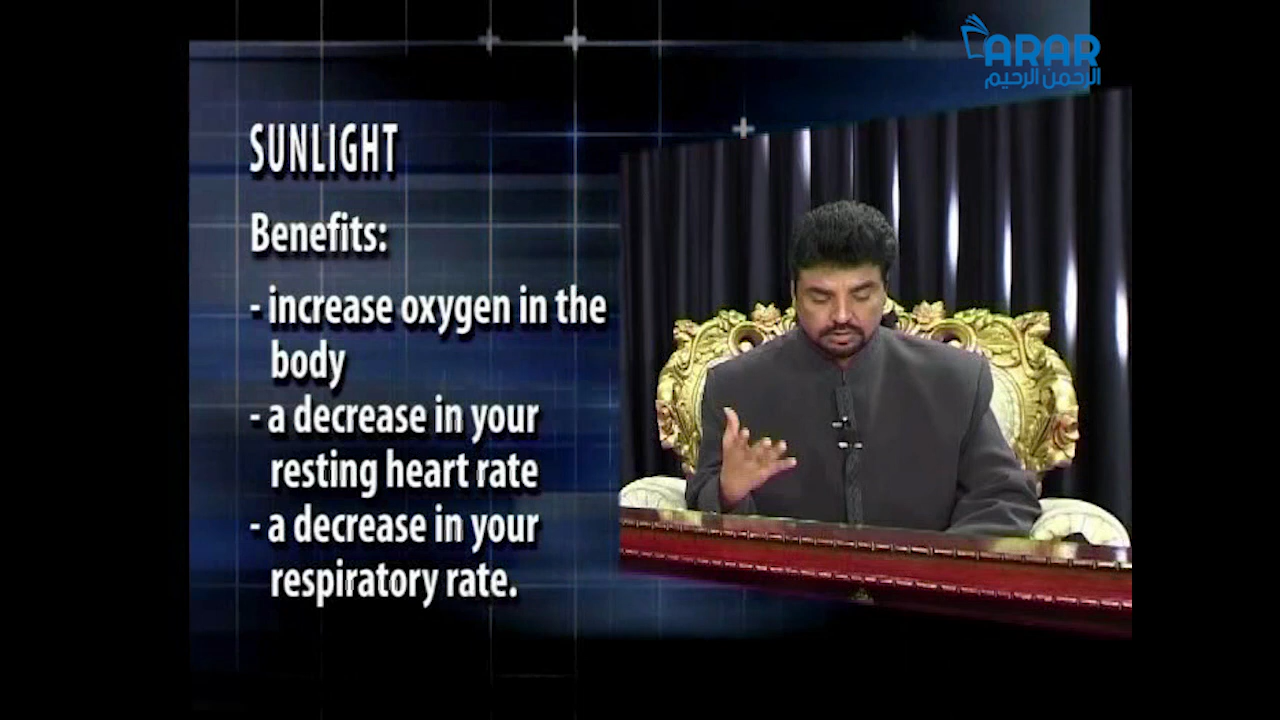 ARAR
الرحمن الرحيم
SUNLIGHT
Benefits:
- increase oxygen in the
body
- a decrease in your
resting heart rate
- a decrease in your
respiratory rate.